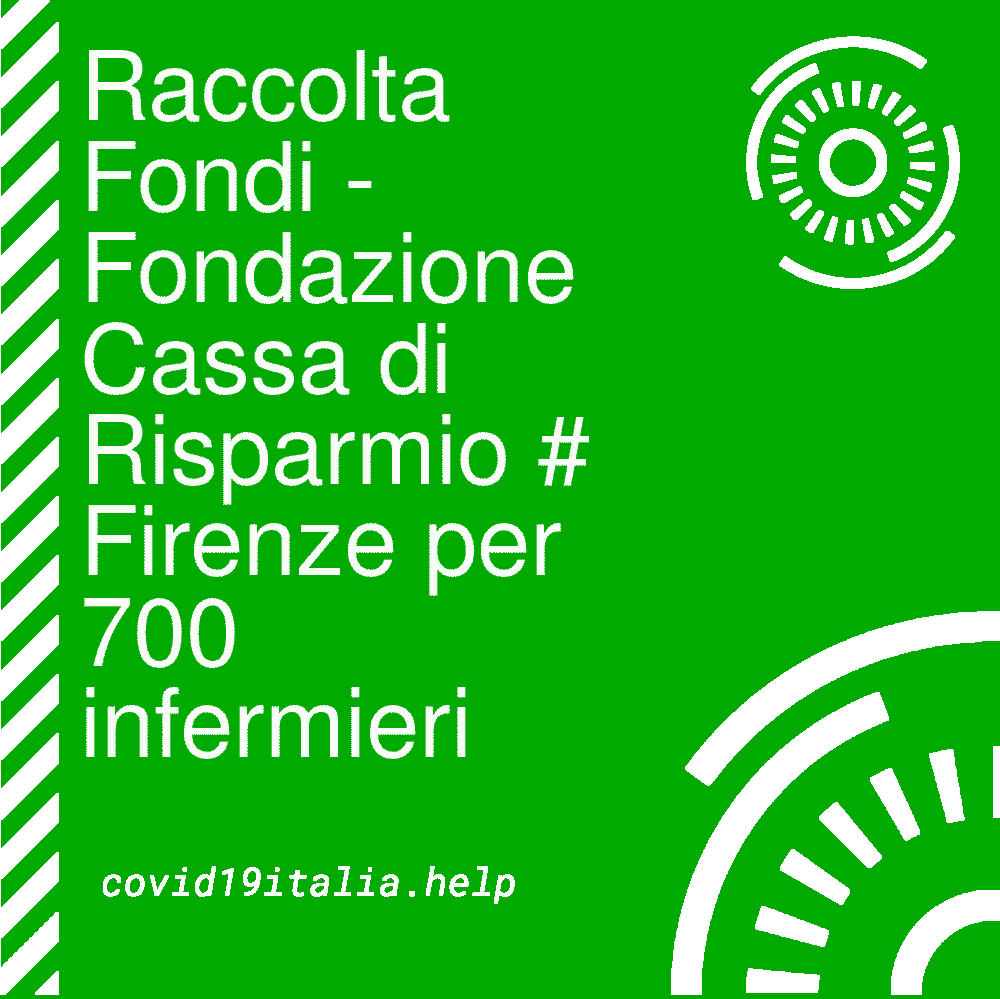 Raccolta
Fondi -
Fondazione
Cassa di
Risparmio #
Firenze per
700
infermieri
covid19italia.help